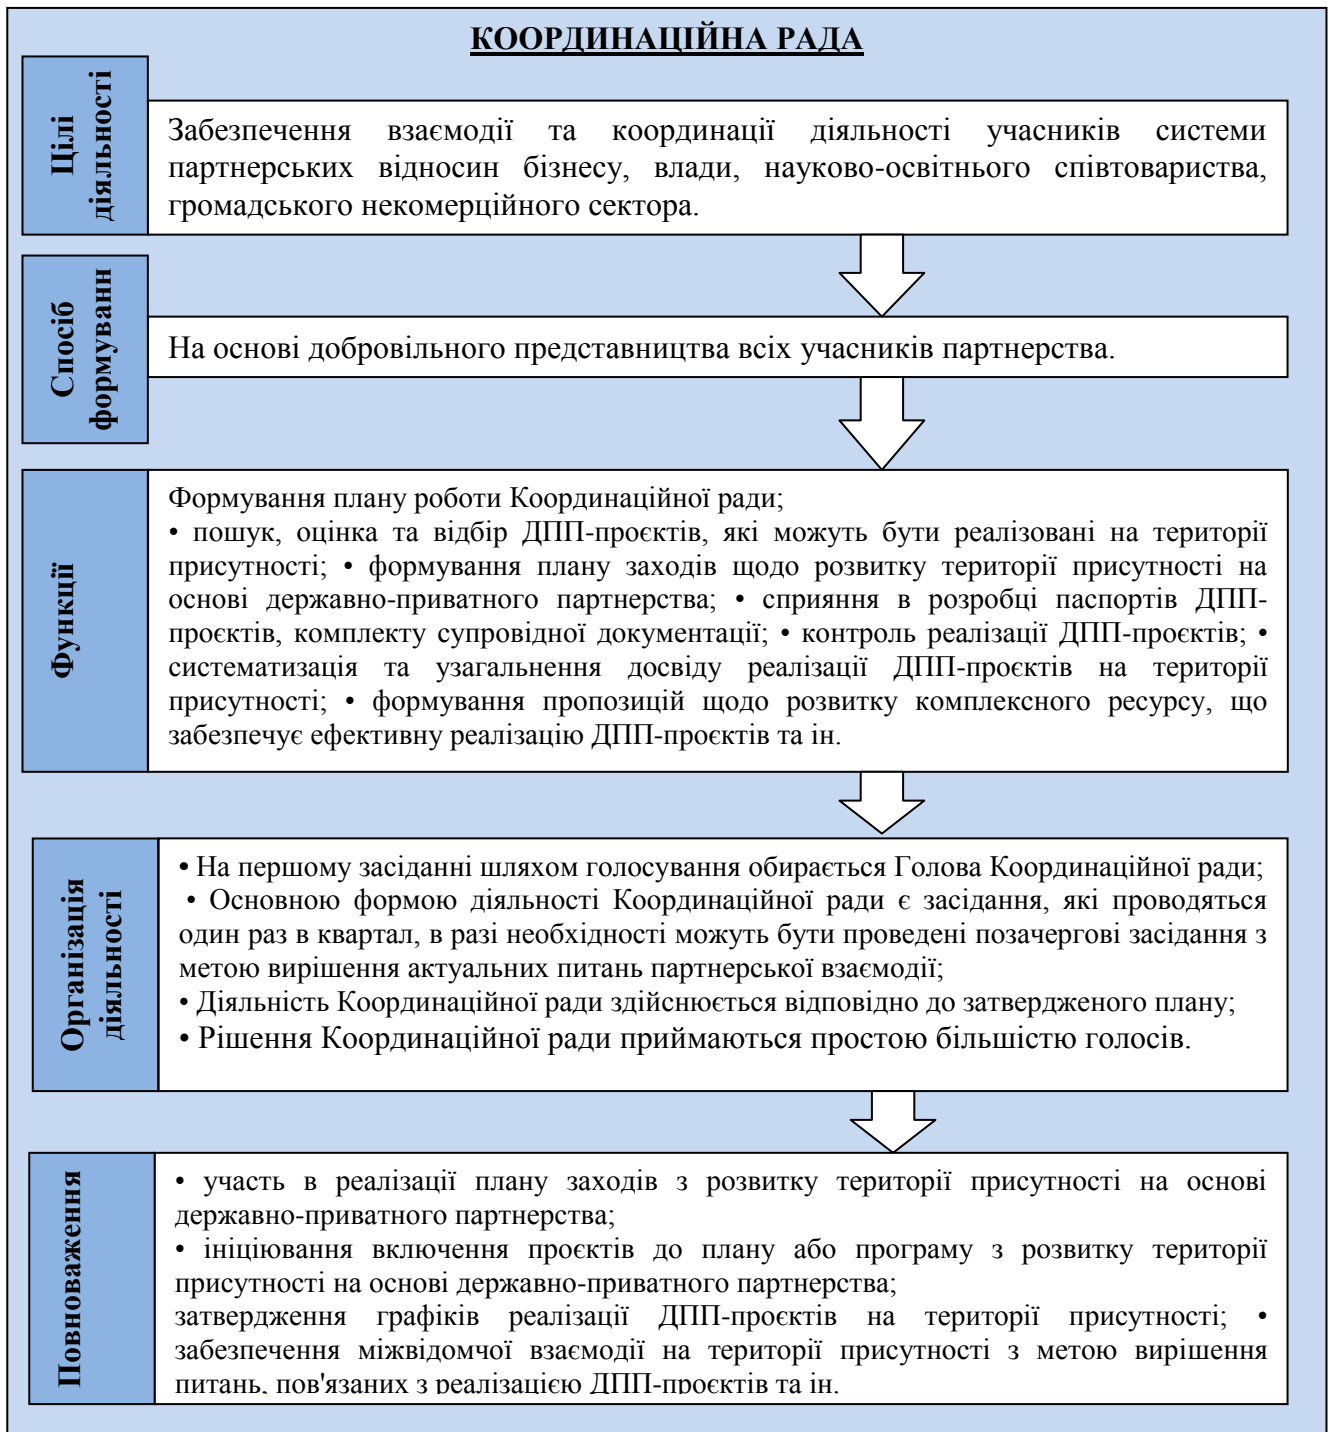 КООРДИНАЦІЙНА РАДА
Цілі
діяльності
Забезпечення взаємодії та координації діяльності учасників системи
партнерських відносин бізнесу, влади, науково-освітнього співтовариства,
громадського некомерційного сектора.
Спосіб
формуванн
На основі добровільного представництва всіх учасників партнерства.
Функції
Формування плану роботи Координаційної ради;
• пошук, оцінка та відбір ДПП-проєктів, які можуть бути реалізовані на території
присутності; • формування плану заходів щодо розвитку території присутності на
основі державно-приватного партнерства; • сприяння в розробці паспортів ДПП-
проєктів, комплекту супровідної документації; • контроль реалізації ДПП-проєктів; •
систематизація та узагальнення досвіду реалізації ДПП-проєктів на території
присутності; • формування пропозицій щодо розвитку комплексного ресурсу, що
забезпечує ефективну реалізацію ДПП-проєктів та ін.
Організація
діяльності
• На першому засіданні шляхом голосування обирається Голова Координаційної ради;
• Основною формою діяльності Координаційної ради є засідання, які проводяться
один раз в квартал, в разі необхідності можуть бути проведені позачергові засідання з
метою вирішення актуальних питань партнерської взаємодії;
• Діяльність Координаційної ради здійснюється відповідно до затвердженого плану;
• Рішення Координаційної ради приймаються простою більшістю голосів.
Повноваження
• участь в реалізації плану заходів з розвитку території присутності на основі
державно-приватного партнерства;
• ініціювання включення проєктів до плану або програму з розвитку території
присутності на основі державно-приватного партнерства;
затвердження графіків реалізації ДПП-проєктів на території присутності; •
забезпечення міжвідомчої взаємодії на території присутності з метою вирішення
питань, пов'язаних з реалізацією ДПП-проєктів та ін.